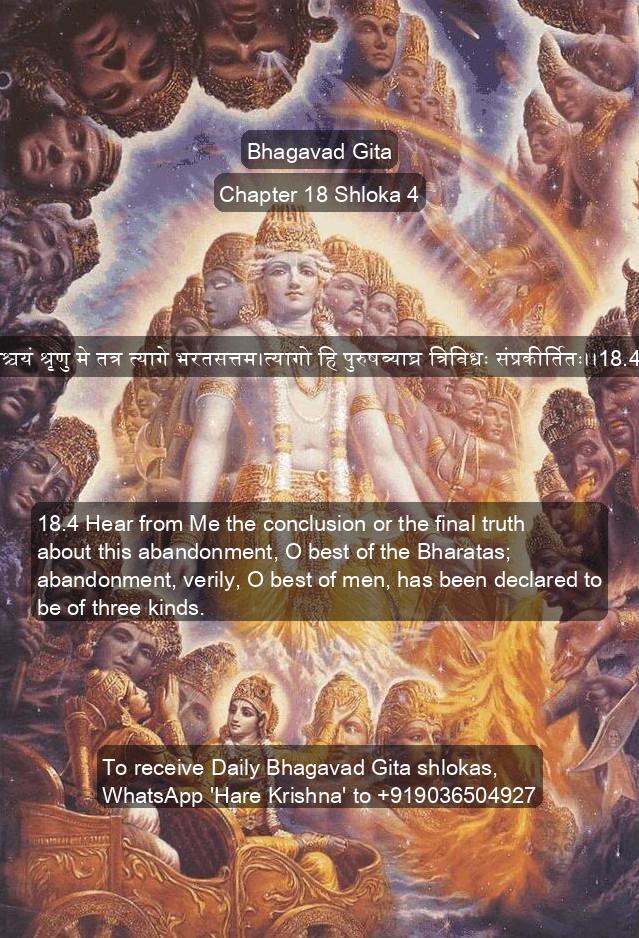 Bhagavad Gita
Chapter 18 Shloka 4
श्चयं श्रृणु मे तत्र त्यागे भरतसत्तम।त्यागो हि पुरुषव्याघ्र त्रिविधः संप्रकीर्तितः।।18.4
18.4 Hear from Me the conclusion or the final truth
about this abandonment, O best of the Bharatas;
abandonment, verily, O best of men, has been declared to
be of three kinds.
To receive Daily Bhagavad Gita shlokas,
WhatsApp 'Hare Krishna' to +919036504927